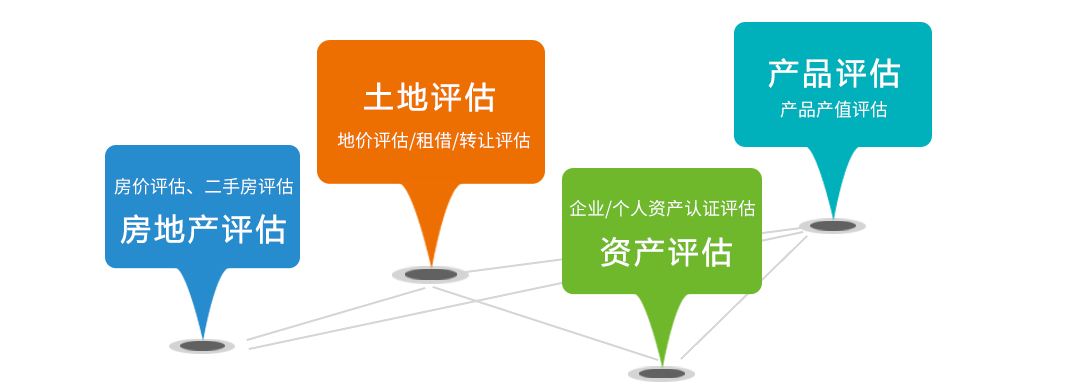 房价评估、二手房评估
房地产评估
土地评估
地价评估/租借/转让评估
企业/个人资产认证评估
资产评估
产品评估
产品产值评估